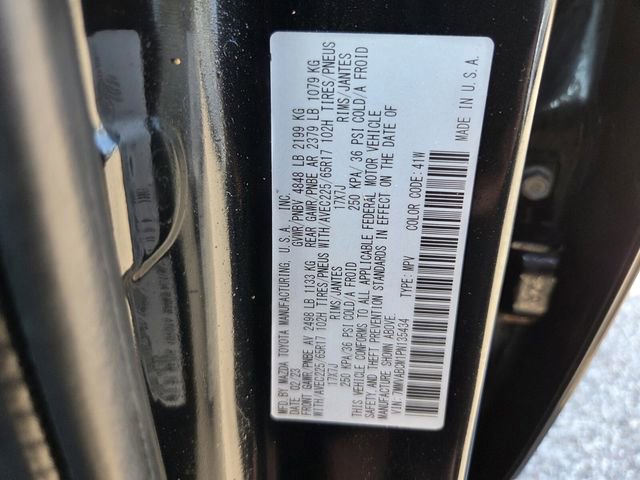 MFD. BY MAZDA TOYOTA MANUFACTURING, U.S.A. INC.
DATE 02/23 GVWR/PNBV 4848 LB 2199 KG
FRONT GAWR/PNBE AV 2498 LB 1133 KG REAR GAWR/PNBE AR 2379 LB 1079 KG
WITH/AVEC225/65R17 102H TIRES/PNEUS WITH/AVEC225/65R17 102H TIRES/PNEUS
17X7J RIMS/JANTES 17X7J RIMS/JANTES
250 KPA/36 PSI COLD/A FROID 250 KPA/ 36 PSI COLD/A FROID
THIS VEHICLE CONFORMS TO ALL APPLICABLE FEDERAL MOTOR VEHICLE
SAFETY, AND THEFT PREVENTION STANDARDS IN EFFECT ON THE DATE OF
MANUFACTURE SHOWN ABOVE.
VIN: 7MMVABCM1PN135434 TYPE: MPV COLOR CODE: 41W
MADE IN U.S.A.